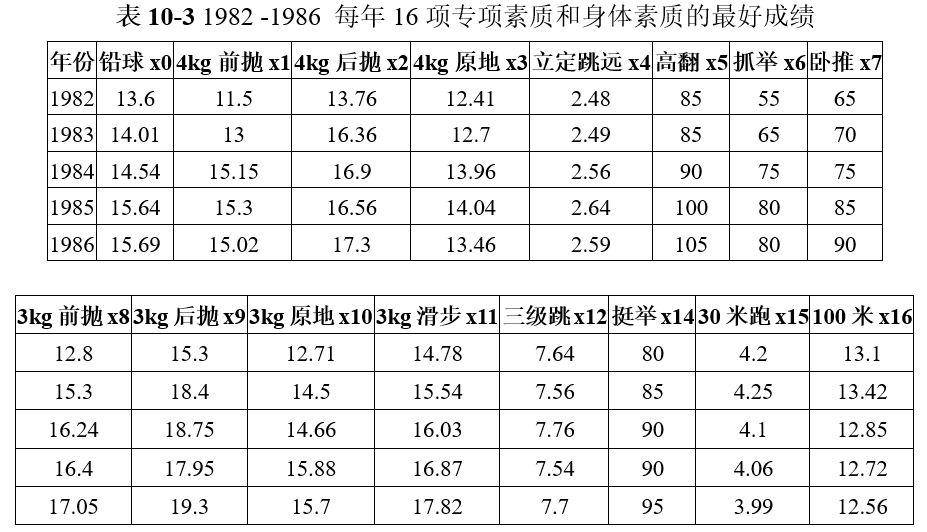 表 10-3 1982 -1986 每年 16 项专项素质和身体素质的最好成绩
年份 铅球 x0 4kg 前抛 x1 4kg 后抛 x2 4kg 原地 x3 立定跳远 x4 高翻 x5 抓举 x6 卧推 x7
1982 13.6 11.5 13.76 12.41 2.48 85 55 65
1983 14.01 13 16.36 12.7 2.49 85 65 70
1984 14.54 15.15 16.9 13.96 2.56 90 75 75
1985 15.64 15.3 16.56 14.04 2.64 100 80 85
1986 15.69 15.02 17.3 13.46 2.59 105 80 90
3kg 前抛 x8 3kg 后抛 x9 3kg 原地 x10 3kg 滑步 x11 三级跳 x12 挺举 x14 30 米跑 x15 100 米 x16
12.8 15.3 12.71 14.78 7.64 80 4.2 13.1
15.3 18.4 14.5 15.54 7.56 85 4.25 13.42
16.24 18.75 14.66 16.03 7.76 90 4.1 12.85
16.4 17.95 15.88 16.87 7.54 90 4.06 12.72
17.05 19.3 15.7 17.82 7.7 95 3.99 12.56